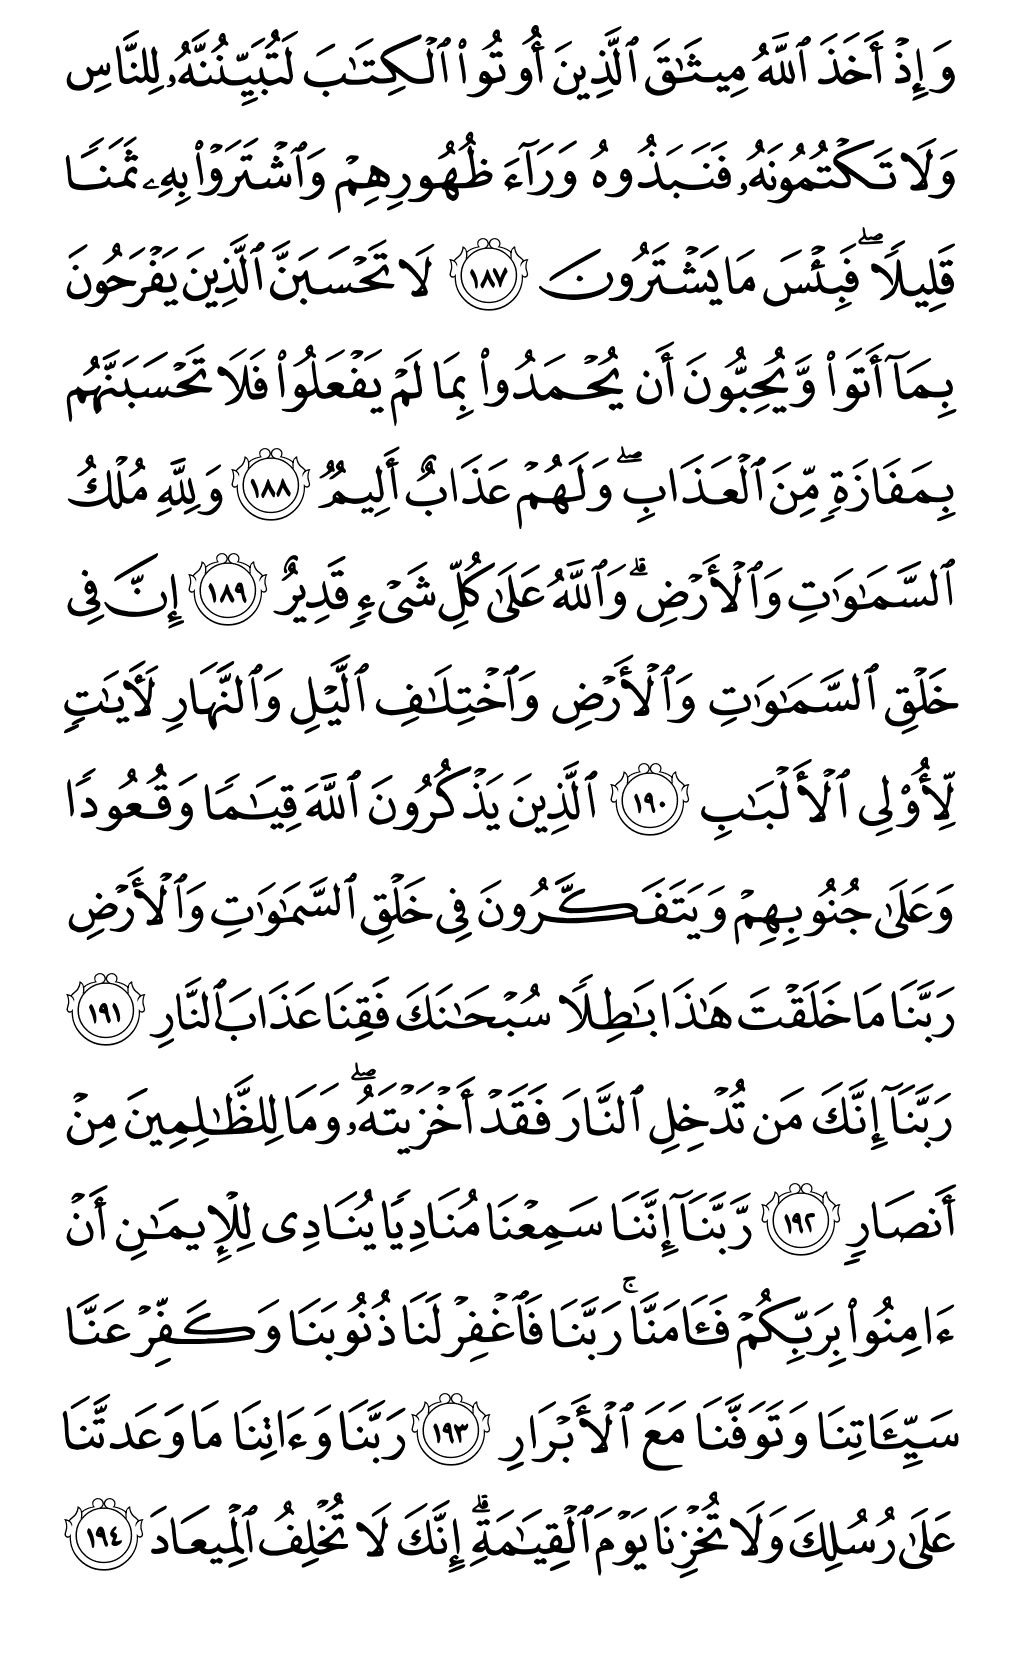 وَإِذْ أَخَذَ ٱللَّهُ مِيثَٰقَ ٱلَّذِينَ أُوتُوا۟ ٱلْكِتَٰبَ لَتُبَيِّنُنَّهُۥ لِلنَّاسِ
وَلَا تَكْتُمُونَهُۥ فَنَبَذُوهُ وَرَآءَ ظُهُورِهِمْ وَٱشْتَرَوْا۟ بِهِۦ ثَمَنًا
قَلِيلًا ۖ فَبِئْسَ مَا يَشْتَرُونَ ١٨٧ لَا تَحْسَبَنَّ ٱلَّذِينَ يَفْرَحُونَ
بِمَآ أَتَوا۟ وَّيُحِبُّونَ أَن يُحْمَدُوا۟ بِمَا لَمْ يَفْعَلُوا۟ فَلَا تَحْسَبَنَّهُم
بِمَفَازَةٍ مِّنَ ٱلْعَذَابِ ۖ وَلَهُمْ عَذَابٌ أَلِيمٌ ١٨٨ وَلِلَّهِ مُلْكُ
ٱلسَّمَٰوَٰتِ وَٱلْأَرْضِ ۗ وَٱللَّهُ عَلَىٰ كُلِّ شَىْءٍ قَدِيرٌ ١٨٩ إِنَّ فِى
خَلْقِ ٱلسَّمَٰوَٰتِ وَٱلْأَرْضِ وَٱخْتِلَٰفِ ٱلَّيْلِ وَٱلنَّهَارِ لَـَٔايَٰتٍ
لِّأُو۟لِى ٱلْأَلْبَٰبِ ١٩٠ ٱلَّذِينَ يَذْكُرُونَ ٱللَّهَ قِيَٰمًا وَقُعُودًا
وَعَلَىٰ جُنُوبِهِمْ وَيَتَفَكَّرُونَ فِى خَلْقِ ٱلسَّمَٰوَٰتِ وَٱلْأَرْضِ
رَبَّنَا مَا خَلَقْتَ هَٰذَا بَٰطِلًا سُبْحَٰنَكَ فَقِنَا عَذَابَ ٱلنَّارِ ١٩١
رَبَّنَآ إِنَّكَ مَن تُدْخِلِ ٱلنَّارَ فَقَدْ أَخْزَيْتَهُۥ ۖ وَمَا لِلظَّٰلِمِينَ مِنْ
أَنصَارٍ ١٩٢ رَّبَّنَآ إِنَّنَا سَمِعْنَا مُنَادِيًا يُنَادِى لِلْإِيمَٰنِ أَنْ
ءَامِنُوا۟ بِرَبِّكُمْ فَـَٔامَنَّا ۚ رَبَّنَا فَٱغْفِرْ لَنَا ذُنُوبَنَا وَكَفِّرْ عَنَّا
سَيِّـَٔاتِنَا وَتَوَفَّنَا مَعَ ٱلْأَبْرَارِ ١٩٣ رَبَّنَا وَءَاتِنَا مَا وَعَدتَّنَا
عَلَىٰ رُسُلِكَ وَلَا تُخْزِنَا يَوْمَ ٱلْقِيَٰمَةِ ۗ إِنَّكَ لَا تُخْلِفُ ٱلْمِيعَادَ ١٩٤